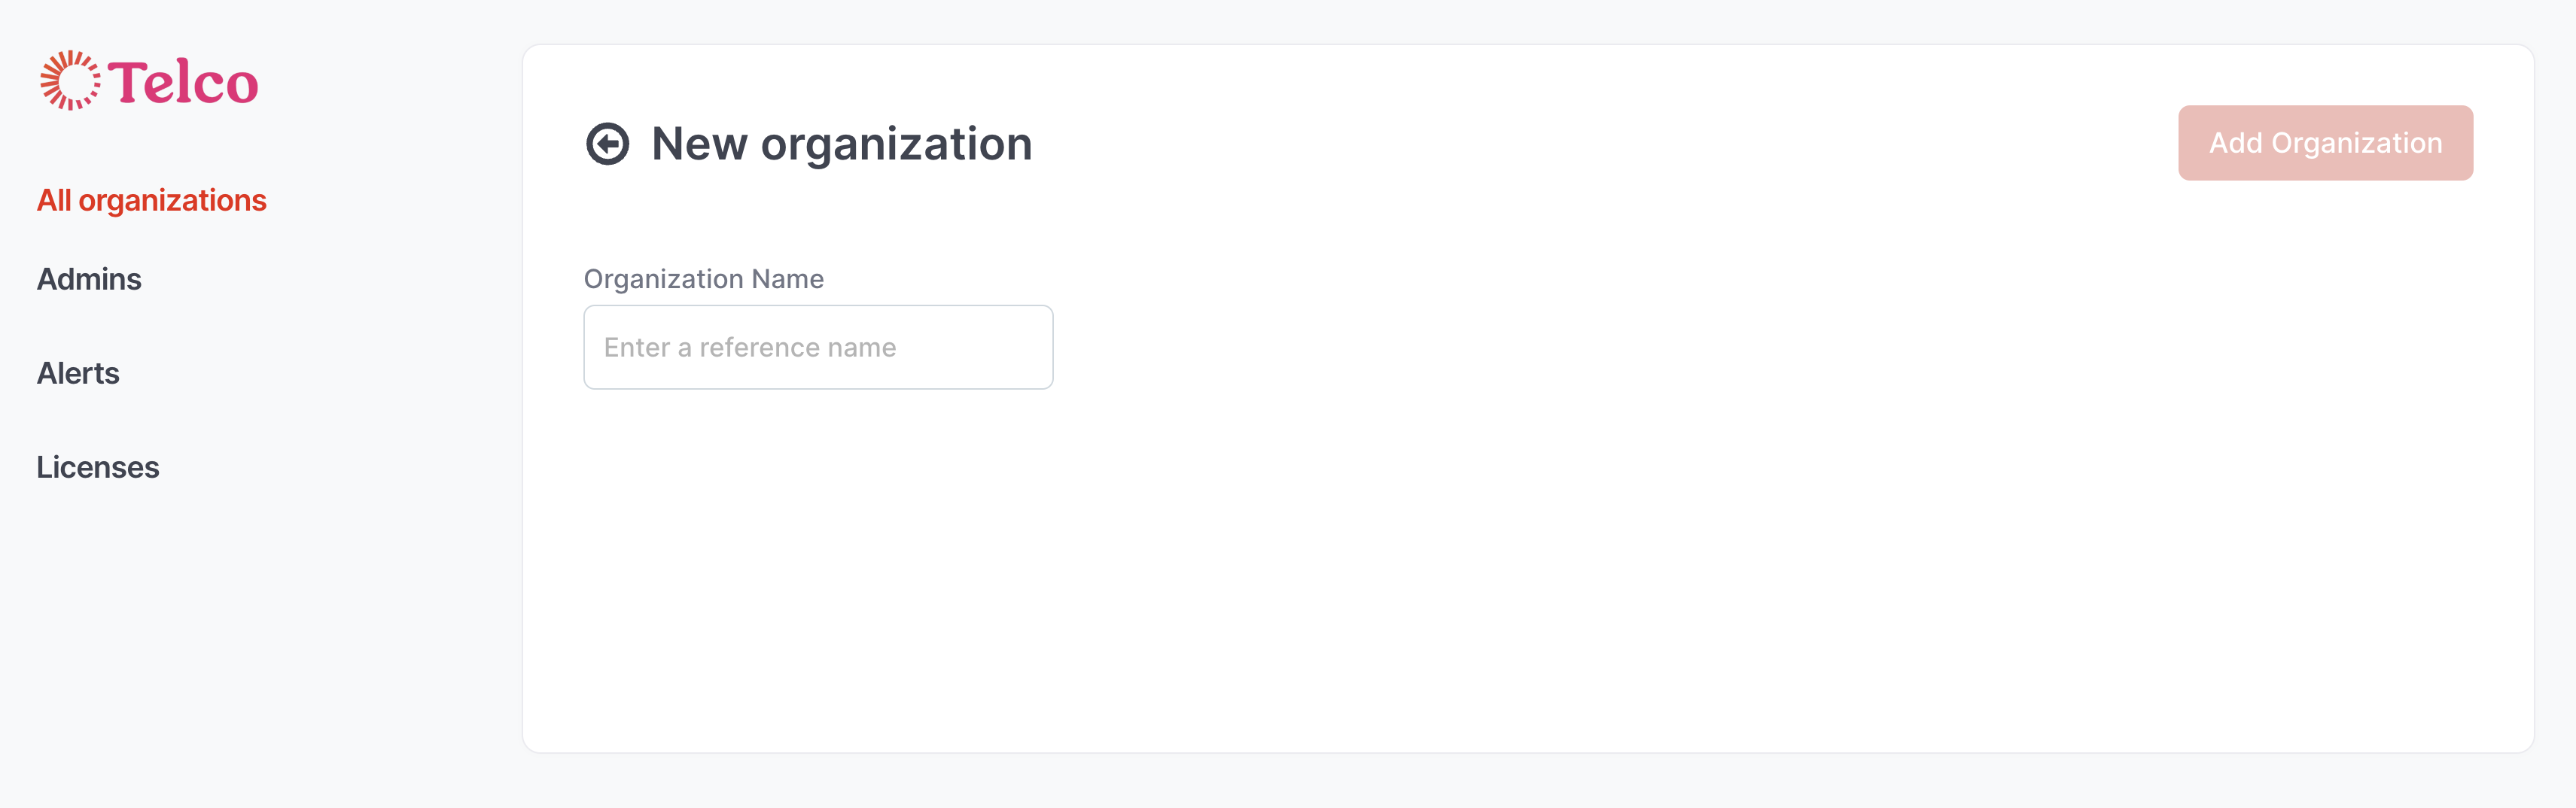 Telco
All organizations
Admins
Alerts
Licenses
New organization
Add Organization
Organization Name
Enter a reference name